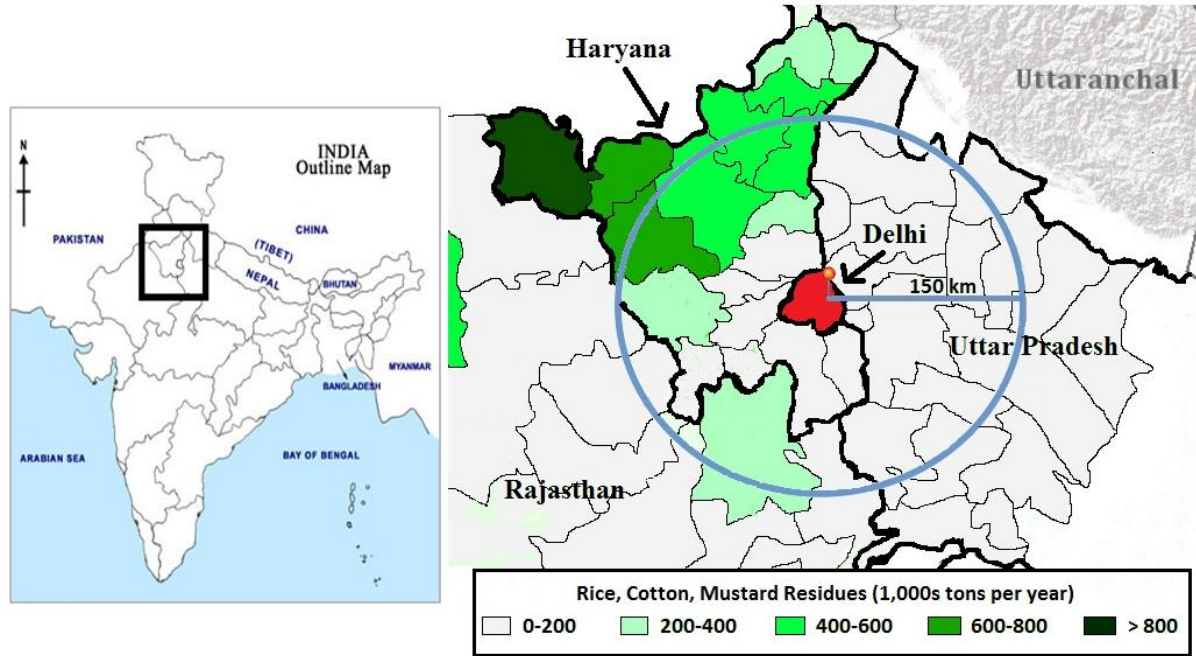 N
INDIA
Outline Map
PAKISTAN
CHINA
(TIBET)
NEPAL
BHUTAN
MYANMAR
BANGLADESH
ARABIAN SEA
BAY OF BENGAL
Haryana
Uttaranchal
Delhi
150 km
Uttar Pradesh
Rajasthan
Rice, Cotton, Mustard Residues (1,000s tons per year)
0-200 200-400 400-600 600-800 > 800